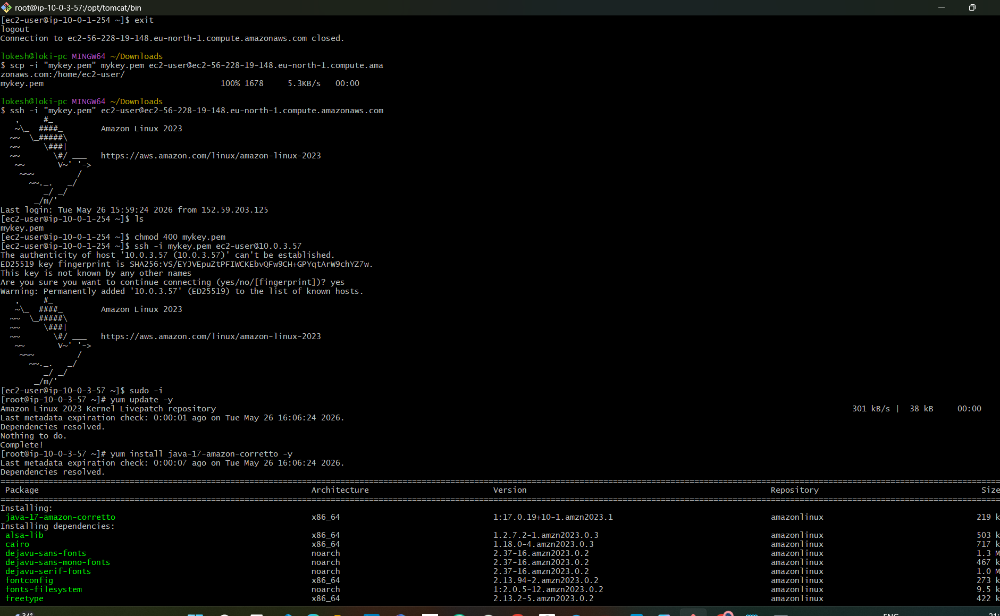 root@ip-10-0-3-57:/opt/tomcat/bin
[ec2-user@ip-10-0-1-254 ~]$ exit
logout
Connection to ec2-56-228-19-148.eu-north-1.compute.amazonaws.com closed.
lokesh@loki-pc MINGW64 ~/Downloads
$ scp -i "mykey.pem" mykey.pem ec2-user@ec2-56-228-19-148.eu-north-1.compute.ama
zonaws.com:/home/ec2-user/
mykey.pem 100% 1678 5.3KB/s 00:00
lokesh@loki-pc MINGW64 ~/Downloads
$ ssh -i "mykey.pem" ec2-user@ec2-56-228-19-148.eu-north-1.compute.amazonaws.com
   ,     #_
   ~\_  ####_        Amazon Linux 2023
  ~~  \_#####\
  ~~     \###|
  ~~       \#/ ___   https://aws.amazon.com/linux/amazon-linux-2023
   ~~       V~' '->
    ~~~         /
      ~~._.   _/
         _/ _/
       _/m/'
Last login: Tue May 26 15:59:24 2026 from 152.59.203.125
[ec2-user@ip-10-0-1-254 ~]$ ls
mykey.pem
[ec2-user@ip-10-0-1-254 ~]$ chmod 400 mykey.pem
[ec2-user@ip-10-0-1-254 ~]$ ssh -i mykey.pem ec2-user@10.0.3.57
The authenticity of host '10.0.3.57 (10.0.3.57)' can't be established.
ED25519 key fingerprint is SHA256:VS/EYJVEpuZtPFIWCKEbvQFw9CH+GPYqtArW9chYZ7w.
This key is not known by any other names
Are you sure you want to continue connecting (yes/no/[fingerprint])? yes
Warning: Permanently added '10.0.3.57' (ED25519) to the list of known hosts.
   ,     #_
   ~\_  ####_        Amazon Linux 2023
  ~~  \_#####\
  ~~     \###|
  ~~       \#/ ___   https://aws.amazon.com/linux/amazon-linux-2023
   ~~       V~' '->
    ~~~         /
      ~~._.   _/
         _/ _/
       _/m/'
[ec2-user@ip-10-0-3-57 ~]$ sudo -i
[root@ip-10-0-3-57 ~]# yum update -y
Amazon Linux 2023 Kernel Livepatch repository 301 kB/s | 38 kB 00:00
Last metadata expiration check: 0:00:01 ago on Tue May 26 16:06:24 2026.
Dependencies resolved.
Nothing to do.
Complete!
[root@ip-10-0-3-57 ~]# yum install java-17-amazon-corretto -y
Last metadata expiration check: 0:00:07 ago on Tue May 26 16:06:24 2026.
Dependencies resolved.
Package Architecture Version Repository Size
Installing:
java-17-amazon-corretto x86_64 1:17.0.19+10-1.amzn2023.1 amazonlinux 219 k
Installing dependencies:
alsa-lib x86_64 1.2.7.2-1.amzn2023.0.3 amazonlinux 503 k
cairo x86_64 1.18.0-4.amzn2023.0.3 amazonlinux 717 k
dejavu-sans-fonts noarch 2.37-16.amzn2023.0.2 amazonlinux 1.3 M
dejavu-sans-mono-fonts noarch 2.37-16.amzn2023.0.2 amazonlinux 467 k
dejavu-serif-fonts noarch 2.37-16.amzn2023.0.2 amazonlinux 1.0 M
fontconfig x86_64 2.13.94-2.amzn2023.0.2 amazonlinux 273 k
fonts-filesystem noarch 1:2.0.5-12.amzn2023.0.2 amazonlinux 9.5 k
freetype x86_64 2.13.2-5.amzn2023.0.2 amazonlinux 422 k
34°
ENG